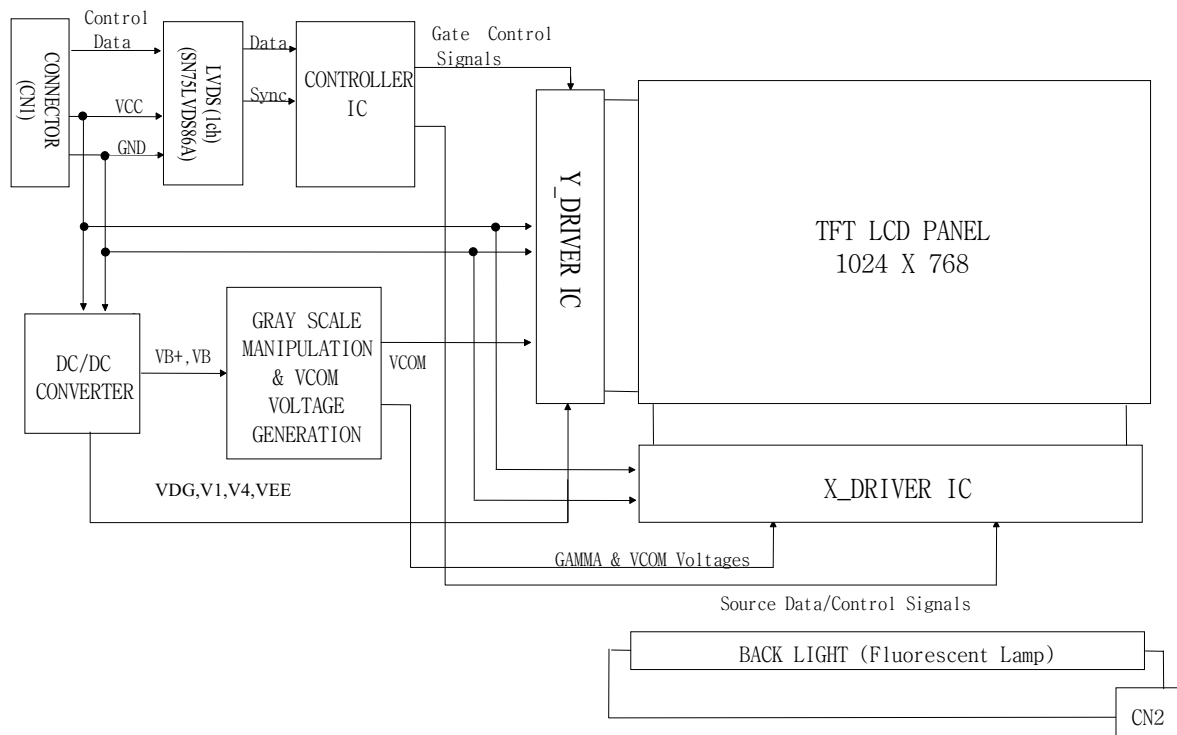 CONNECTOR
(CN1)
Control
Data
VCC
GND
LVDS(1ch)
(SN75LVDS86A)
Data
Sync
CONTROLLER
IC
Gate Control
Signals
Y_DRIVER IC
TFT LCD PANEL
1024 X 768
DC/DC
CONVERTER
VB+,VB
GRAY SCALE
MANIPULATION
& VCOM
VOLTAGE
GENERATION
VCOM
VDG,V1,V4,VEE
X_DRIVER IC
GAMMA & VCOM Voltages
Source Data/Control Signals
BACK LIGHT (Fluorescent Lamp)
CN2